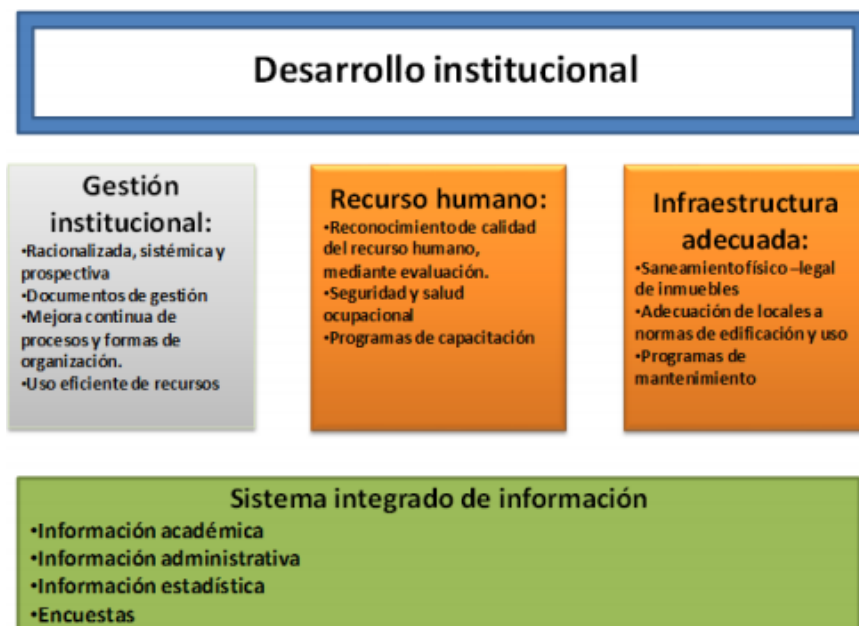 Desarrollo institucional
Gestión
institucional:
•Racionalizada, sistémica y
prospectiva
•Documentos de gestión
•Mejora continua de
procesos y formas de
organización.
•Uso eficiente de recursos
Recurso humano:
•Reconocimiento de calidad
del recurso humano,
mediante evaluación.
•Seguridad y salud
ocupacional
•Programas de capacitación
Infraestructura
adecuada:
•Saneamiento físico –legal
de inmuebles
•Adecuación de locales a
normas de edificación y uso
•Programas de
mantenimiento
Sistema integrado de información
•Información académica
•Información administrativa
•Información estadística
•Encuestas